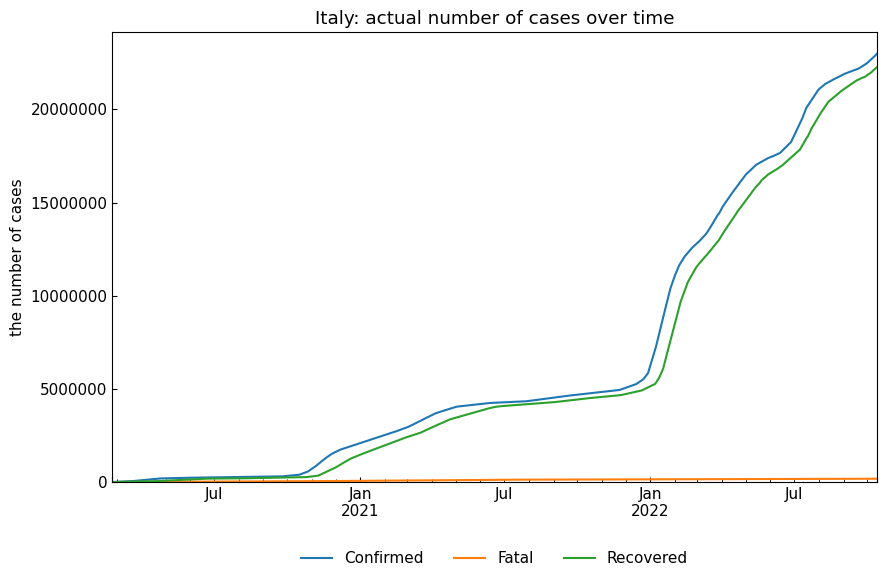 Italy: actual number of cases over time
the number of cases
20000000
15000000
10000000
5000000
0
Jul
Jan
2021
Jul
Jan
2022
Jul
Confirmed
Fatal
Recovered